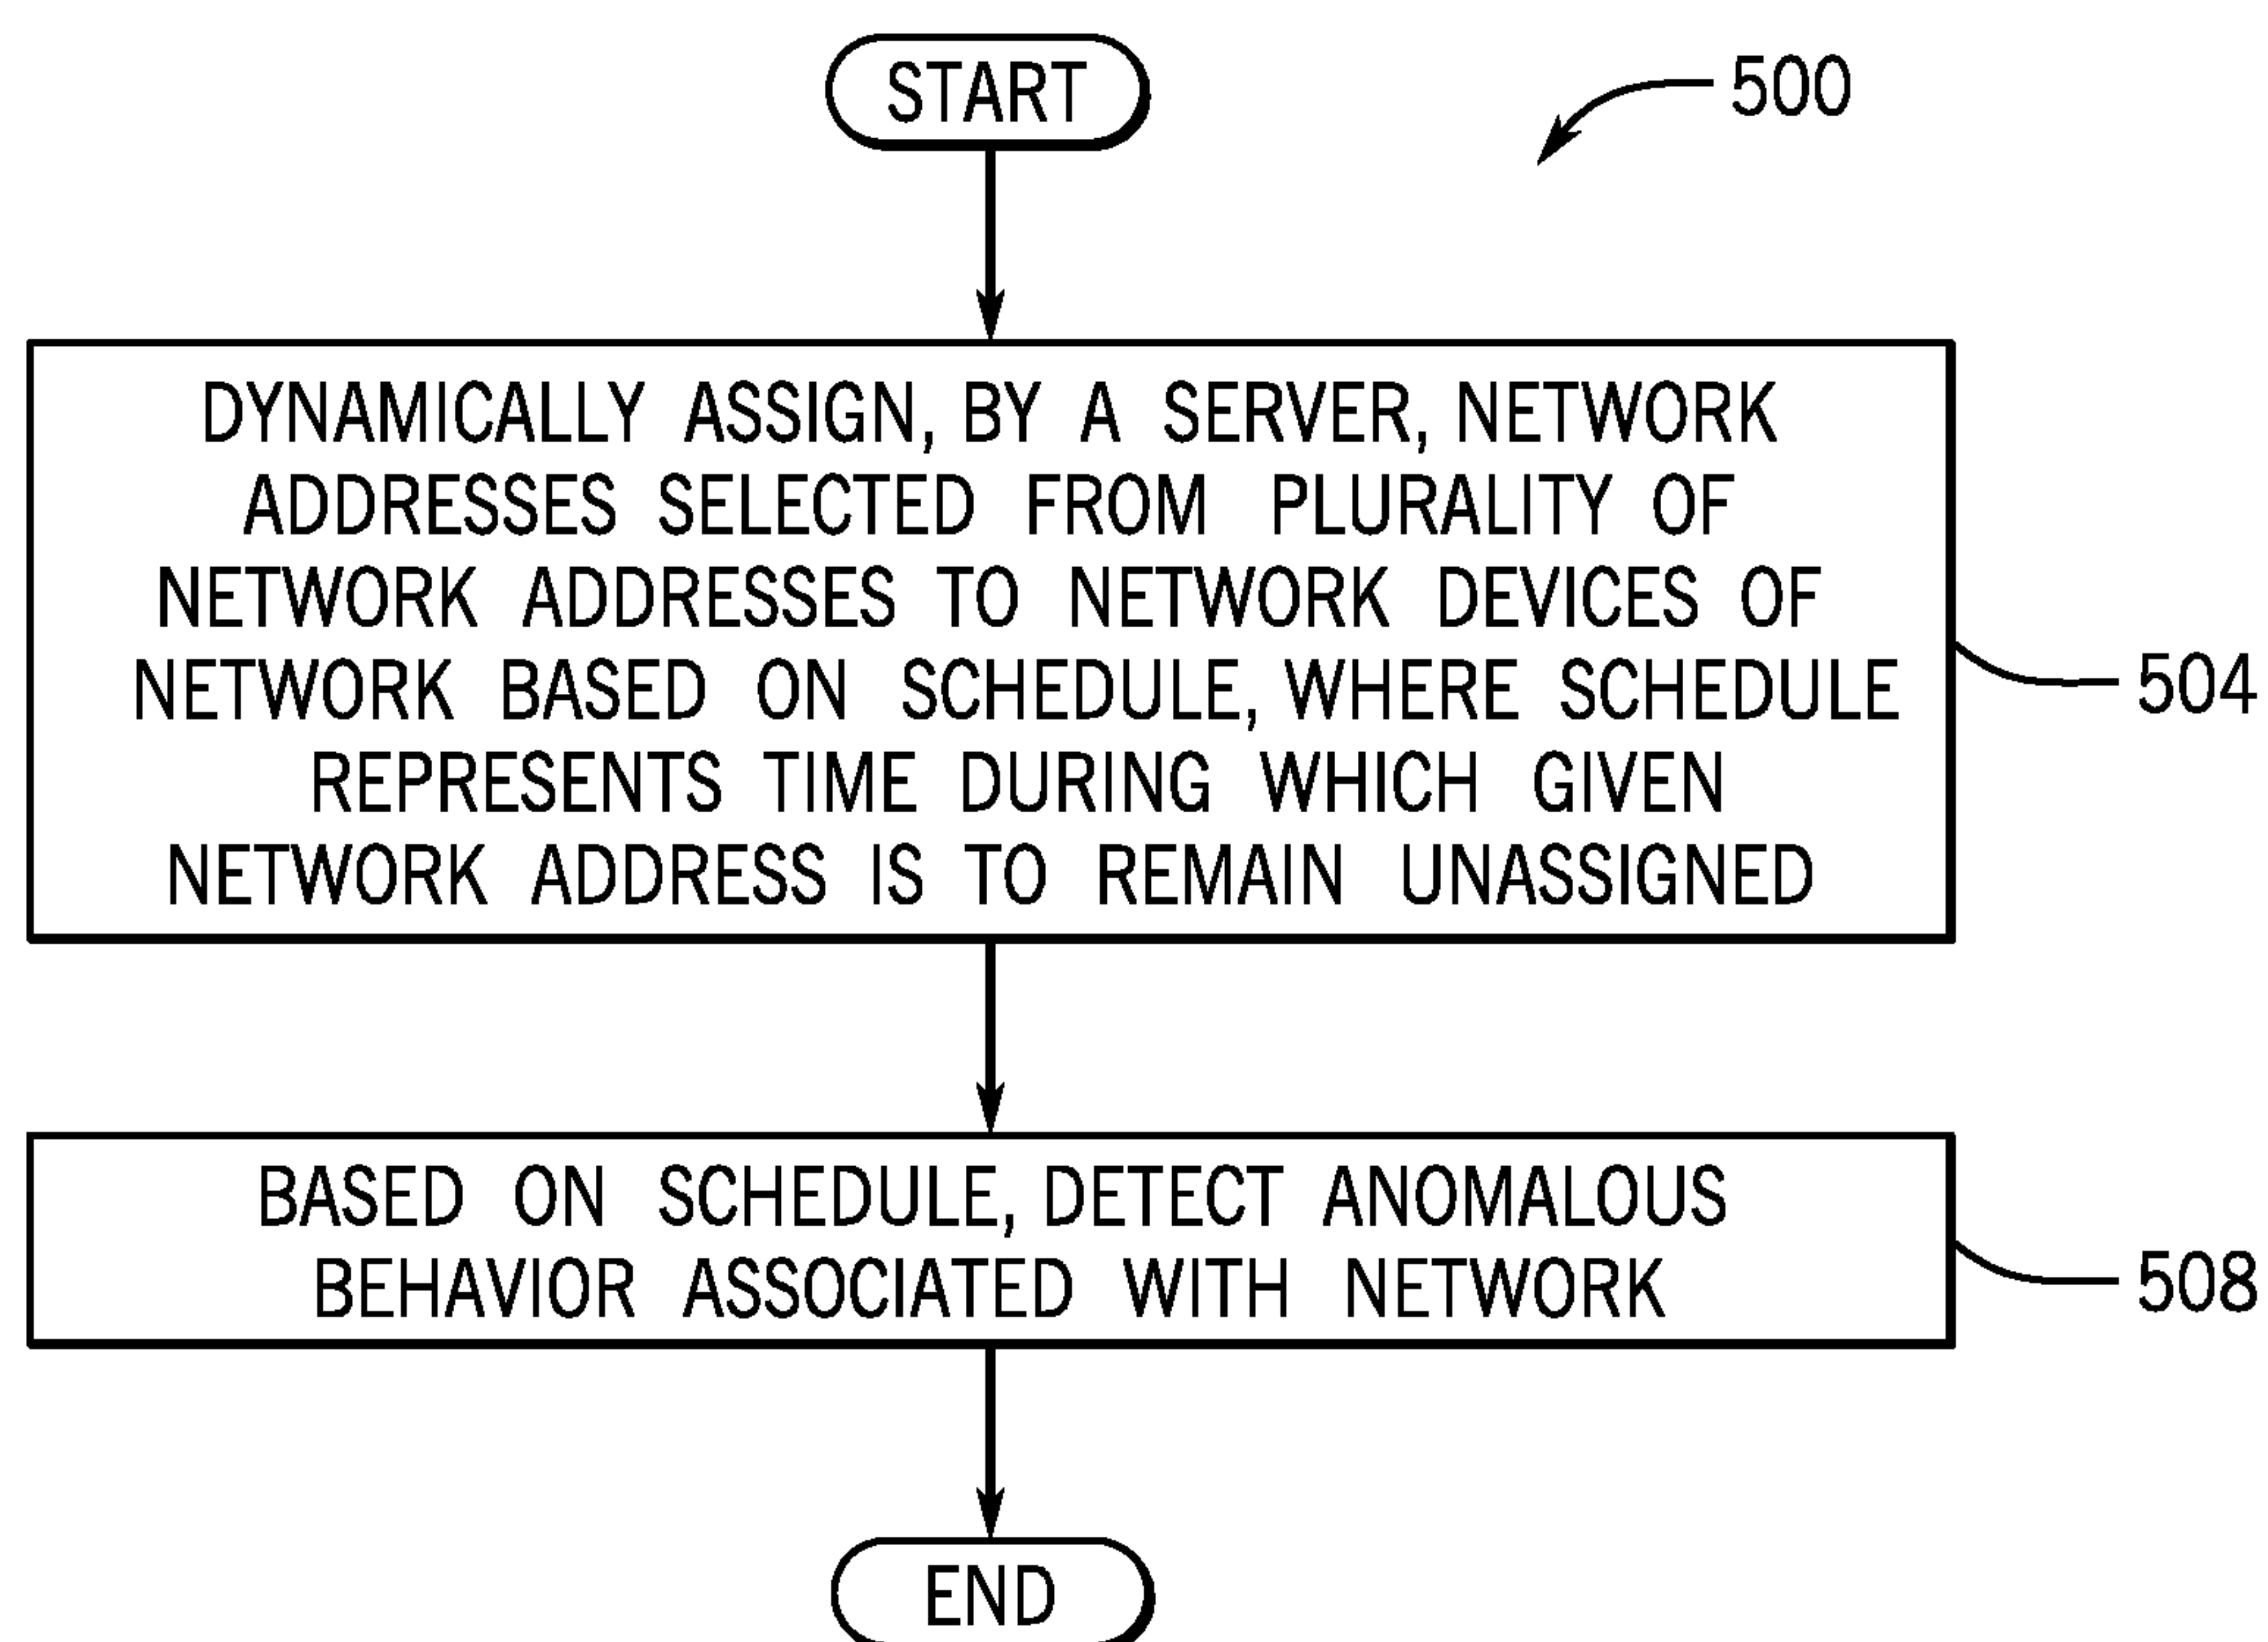 START
500
DYNAMICALLY ASSIGN, BY A SERVER, NETWORK
ADDRESSES SELECTED FROM PLURALITY OF
NETWORK ADDRESSES TO NETWORK DEVICES OF
NETWORK BASED ON SCHEDULE, WHERE SCHEDULE
REPRESENTS TIME DURING WHICH GIVEN
NETWORK ADDRESS IS TO REMAIN UNASSIGNED
504
BASED ON SCHEDULE, DETECT ANOMALOUS
BEHAVIOR ASSOCIATED WITH NETWORK
508
END